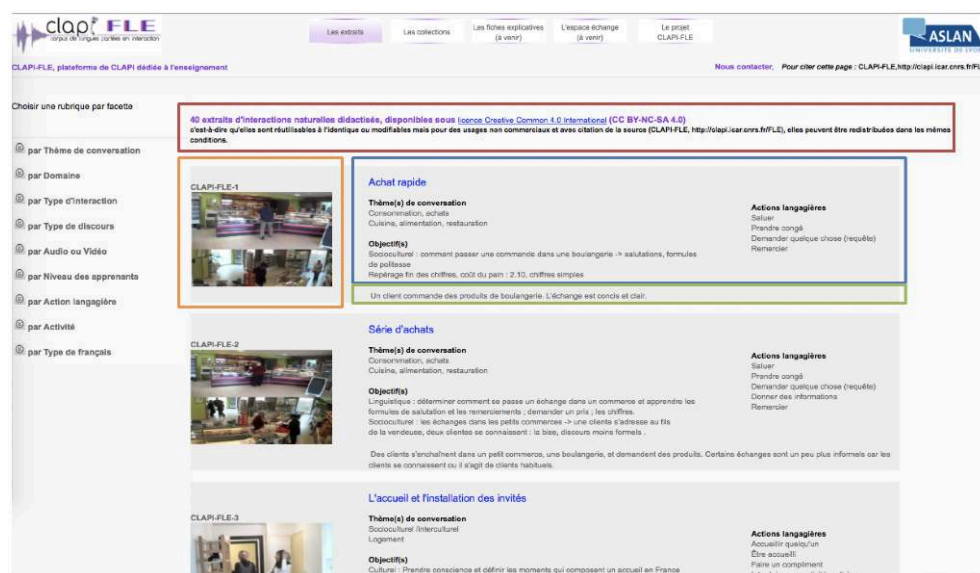 clapi FLE
corpus de langues parlées en interaction
Les extraits
Les collections
Les fiches explicatives
(à venir)
L'espace échange
(à venir)
Le projet
CLAPI-FLE
ASLAN
UNIVERSITE DE LYON
CLAPI-FLE, plateforme de CLAPI dédiée à l'enseignement
Nous contacter. Pour citer cette page : CLAPI-FLE,http://clapi.icar.cnrs.fr/FL
Choisir une rubrique par facette
par Thème de conversation
par Domaine
par Type d'interaction
par Type de discours
par Audio ou Vidéo
par Niveau des apprenants
par Action langagière
par Activité
par Type de français
40 extraits d'interactions naturelles didactisés, disponibles sous licence Creative Common 4.0 International (CC BY-NC-SA 4.0)
c'est-à-dire qu'elles sont réutilisables à l'identique ou modifiables mais pour des usages non commerciaux et avec citation de la source (CLAPI-FLE, http://clapi.icar.cnrs.fr/FLE), elles peuvent être redistribuées dans les mêmes
conditions.
CLAPI-FLE-1
Achat rapide
Thème(s) de conversation
Consommation, achats
Cuisine, alimentation, restauration
Objectif(s)
Socioculturel : comment passer une commande dans une boulangerie -> salutations, formules
de politesse
Repérage fin des chiffres, coût du pain : 2.10, chiffres simples
Actions langagières
Saluer
Prendre congé
Demander quelque chose (requête)
Remercier
Un client commande des produits de boulangerie. L'échange est concis et clair.
CLAPI-FLE-2
Série d'achats
Thème(s) de conversation
Consommation, achats
Cuisine, alimentation, restauration
Objectif(s)
Linguistique : déterminer comment se passe un échange dans un commerce et apprendre les
formules de salutation et les remerciements ; demander un prix ; les chiffres.
Socioculturel : les échanges dans les petits commerces -> une cliente s'adresse au fils
de la vendeuse, deux clientes se connaissent : la bise, discours moins formels .
Actions langagières
Saluer
Prendre congé
Demander quelque chose (requête)
Donner des informations
Remercier
Des clients s'enchaînent dans un petit commerce, une boulangerie, et demandent des produits. Certains échanges sont un peu plus informels car les
clients se connaissent ou il s'agit de clients habituels.
CLAPI-FLE-3
L'accueil et l'installation des invités
Thème(s) de conversation
Socioculturel /Interculturel
Logement
Objectif(s)
Culturel : Prendre conscience et définir les moments qui composent un accueil en France
Actions langagières
Accueillir quelqu'un
Être accueilli
Faire un compliment